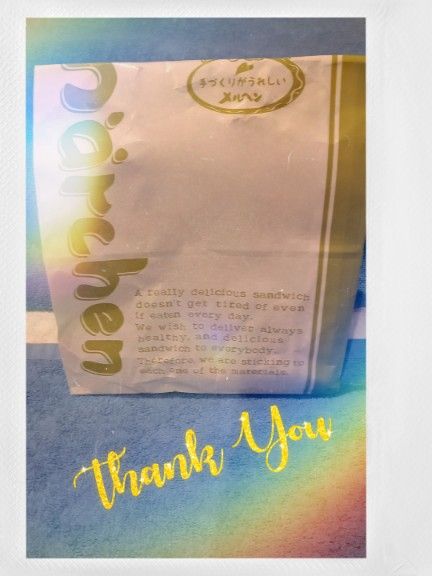 手づくりがうれしい
メルヘン
märchen
A really delicious sandwich
doesn't get tired of even
if eaten every day.
We wish to deliver always
healthy, and delicious
sandwich to everybody.
Therefore, we are sticking to
each one of the materials.
Thank You